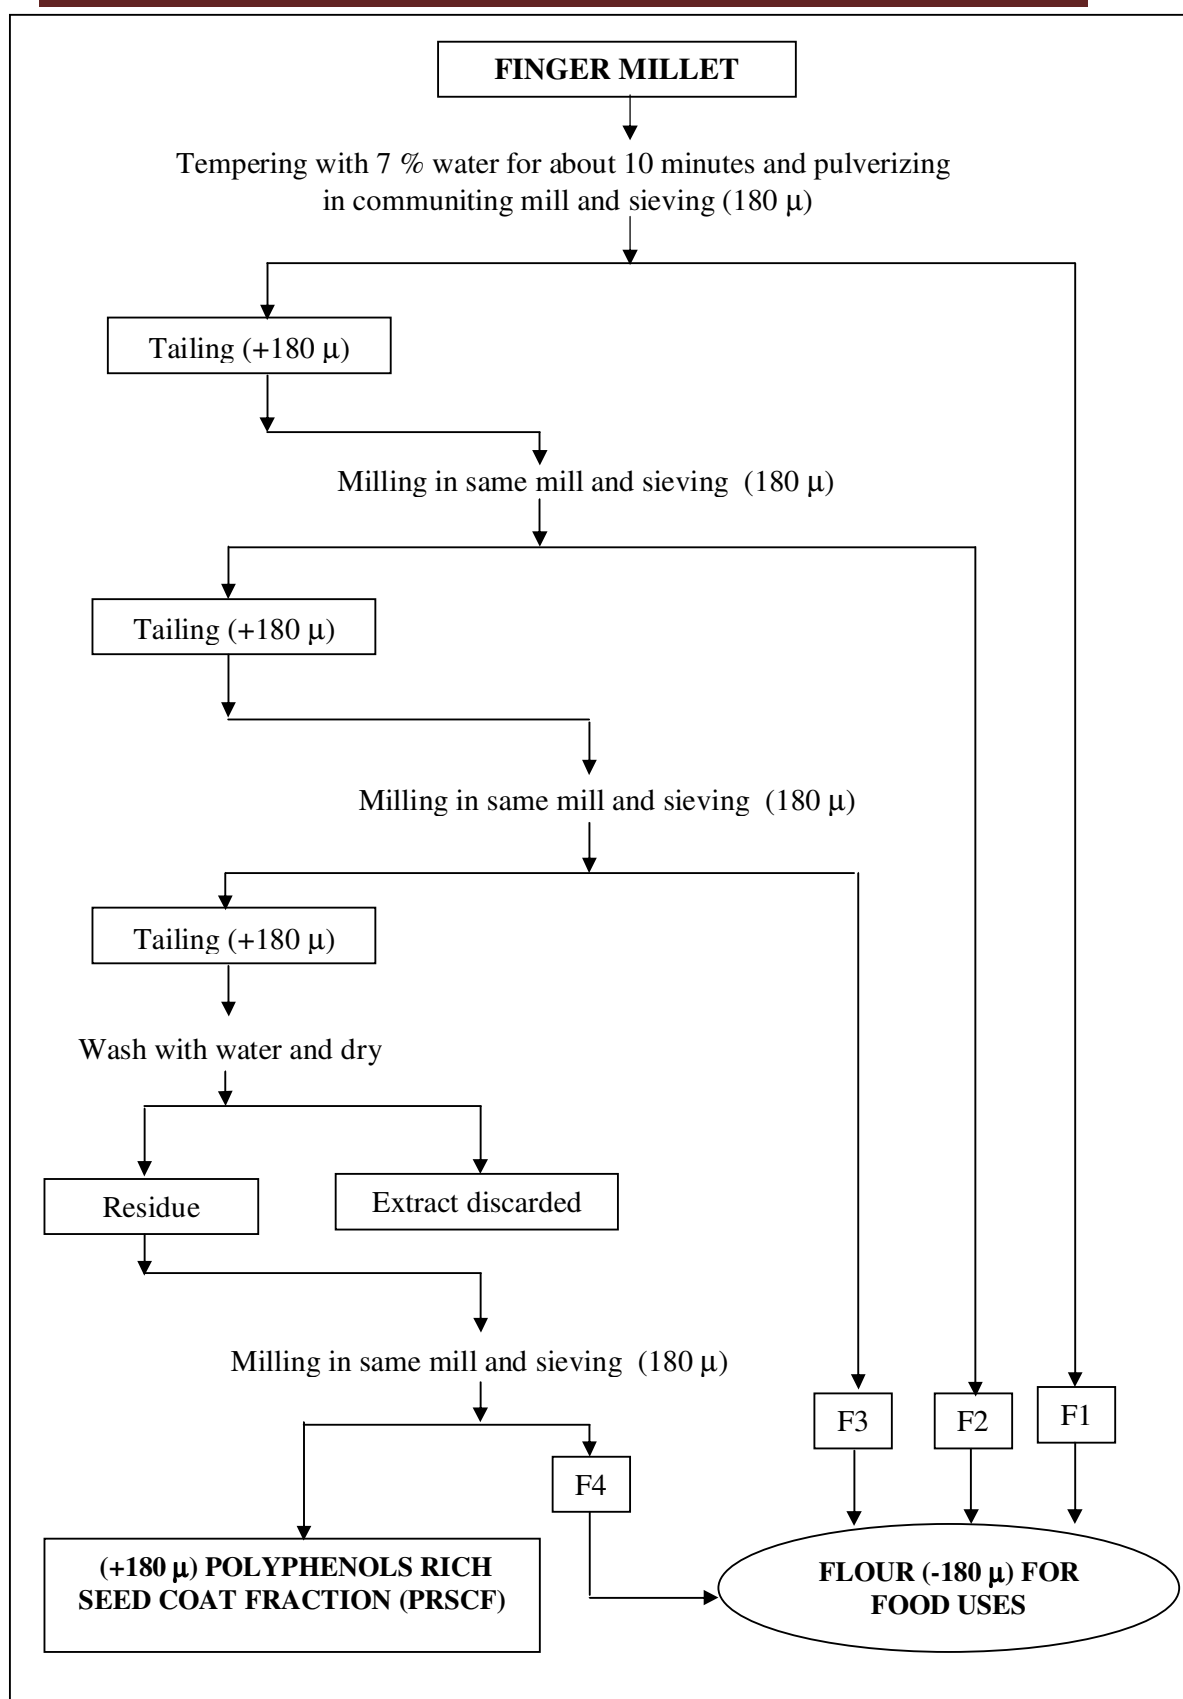 FINGER MILLET
Tempering with 7 % water for about 10 minutes and pulverizing
in communiting mill and sieving (180 μ)
Tailing (+180 μ)
Milling in same mill and sieving (180 μ)
Tailing (+180 μ)
Milling in same mill and sieving (180 μ)
Tailing (+180 μ)
Wash with water and dry
Residue
Extract discarded
Milling in same mill and sieving (180 μ)
F3
F2
F1
F4
(+180 μ) POLYPHENOLS RICH
SEED COAT FRACTION (PRSCF)
FLOUR (-180 μ) FOR
FOOD USES